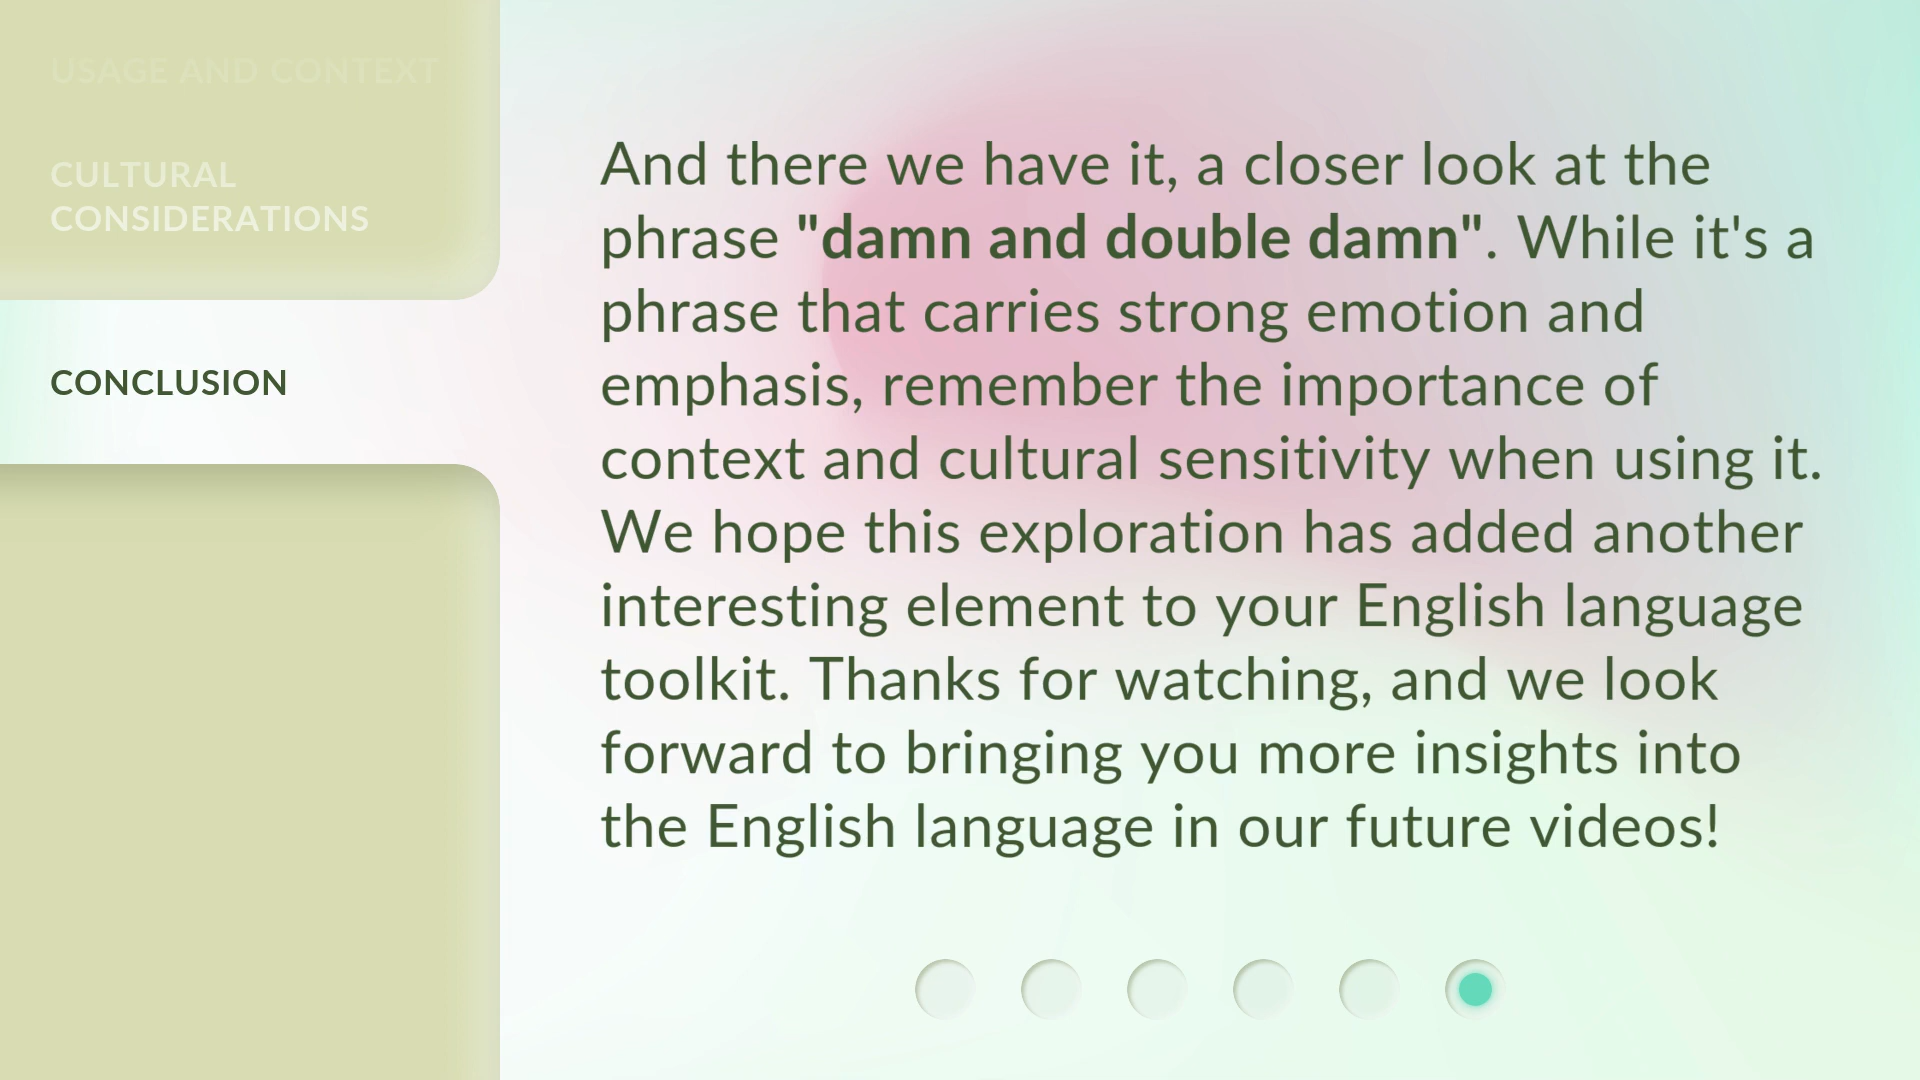 USAGE AND CONTEXT
CULTURAL
CONSIDERATIONS
CONCLUSION
And there we have it, a closer look at the
phrase "damn and double damn". While it's a
phrase that carries strong emotion and
emphasis, remember the importance of
context and cultural sensitivity when using it.
We hope this exploration has added another
interesting element to your English language
toolkit. Thanks for watching, and we look
forward to bringing you more insights into
the English language in our future videos!